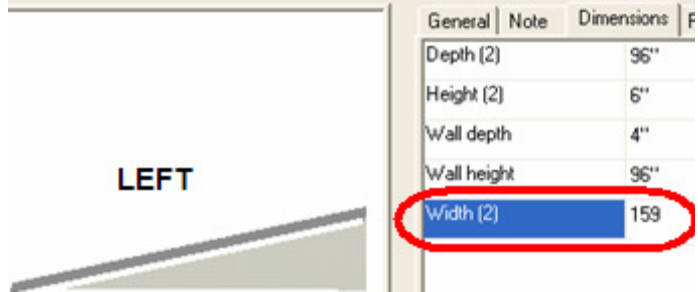 General Note Dimensions
Depth (2) 96"
Height (2) 6"
Wall depth 4"
Wall height 96"
LEFT
Width (2) 159